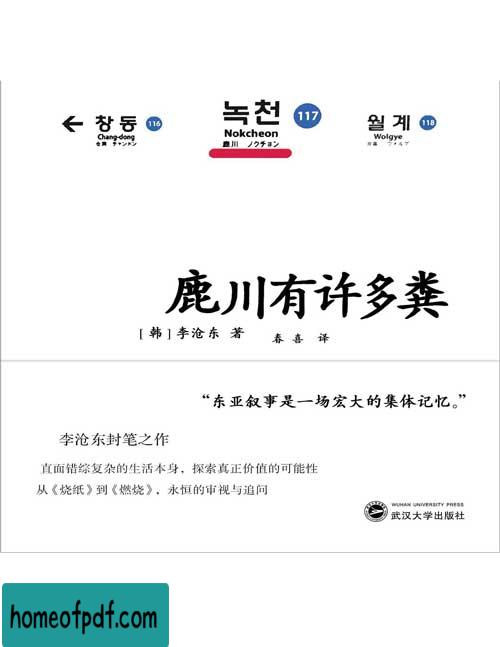 창동 116
Chang-dong
녹천 117
Nokcheon
鹿川 ノクチョン
월계 118
Wolgye
鹿川有许多粪
[韩]李沧东 著
春喜 译
“东亚叙事是一场宏大的集体记忆。”
李沧东封笔之作
直面错综复杂的生活本身，探索真正价值的可能性
从《烧纸》到《燃烧》，永恒的审视与追问
WUHAN UNIVERSITY PRESS
武汉大学出版社
homeofpdf.com